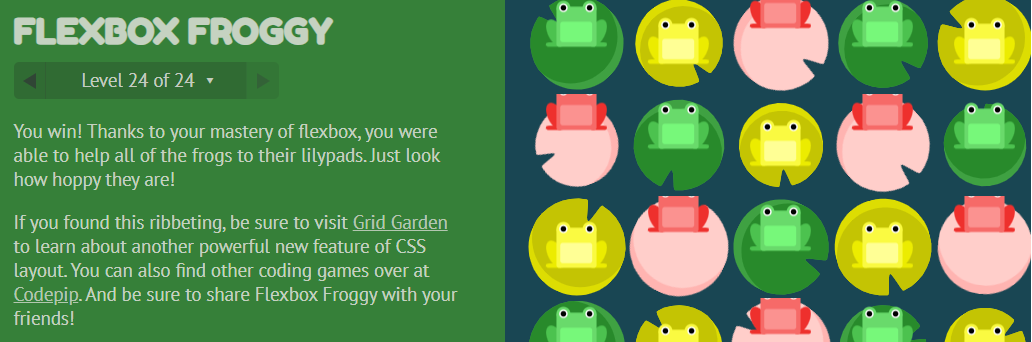 FLEXBOX FROGGY
Level 24 of 24
You win! Thanks to your mastery of flexbox, you were
able to help all of the frogs to their lilypads. Just look
how hoppy they are!
If you found this ribbeting, be sure to visit Grid Garden
to learn about another powerful new feature of CSS
layout. You can also find other coding games over at
Codepip. And be sure to share Flexbox Froggy with your
friends!